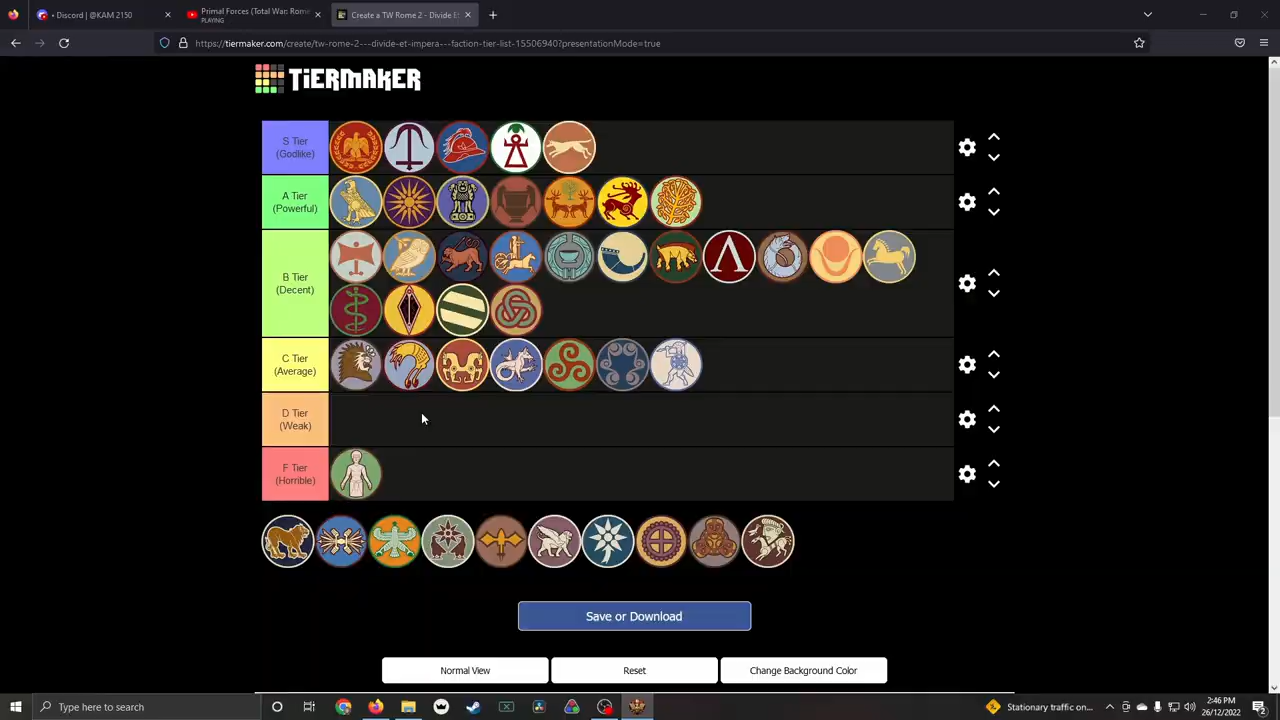 • Discord | @KAM 2150
Primal Forces (Total War: Rome
PLAYING
Create a TW Rome 2 - Divide Et
https://tiermaker.com/create/tw-rome-2---divide-et-impera---faction-tier-list-15506940?presentationMode=true
TiERMAKER
S Tier
(Godlike)
A Tier
(Powerful)
B Tier
(Decent)
C Tier
(Average)
D Tier
(Weak)
F Tier
(Horrible)
Save or Download
Normal View
Reset
Change Background Color
Type here to search
Stationary traffic on...
2:46 PM
26/12/2022